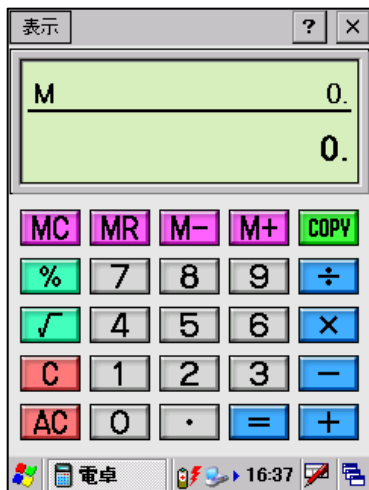 表示 ? ×
M 0.
0.
MC MR M− M+ COPY
% 7 8 9 ÷
√ 4 5 6 ×
C 1 2 3 −
AC 0 · = +
電卓 16:37